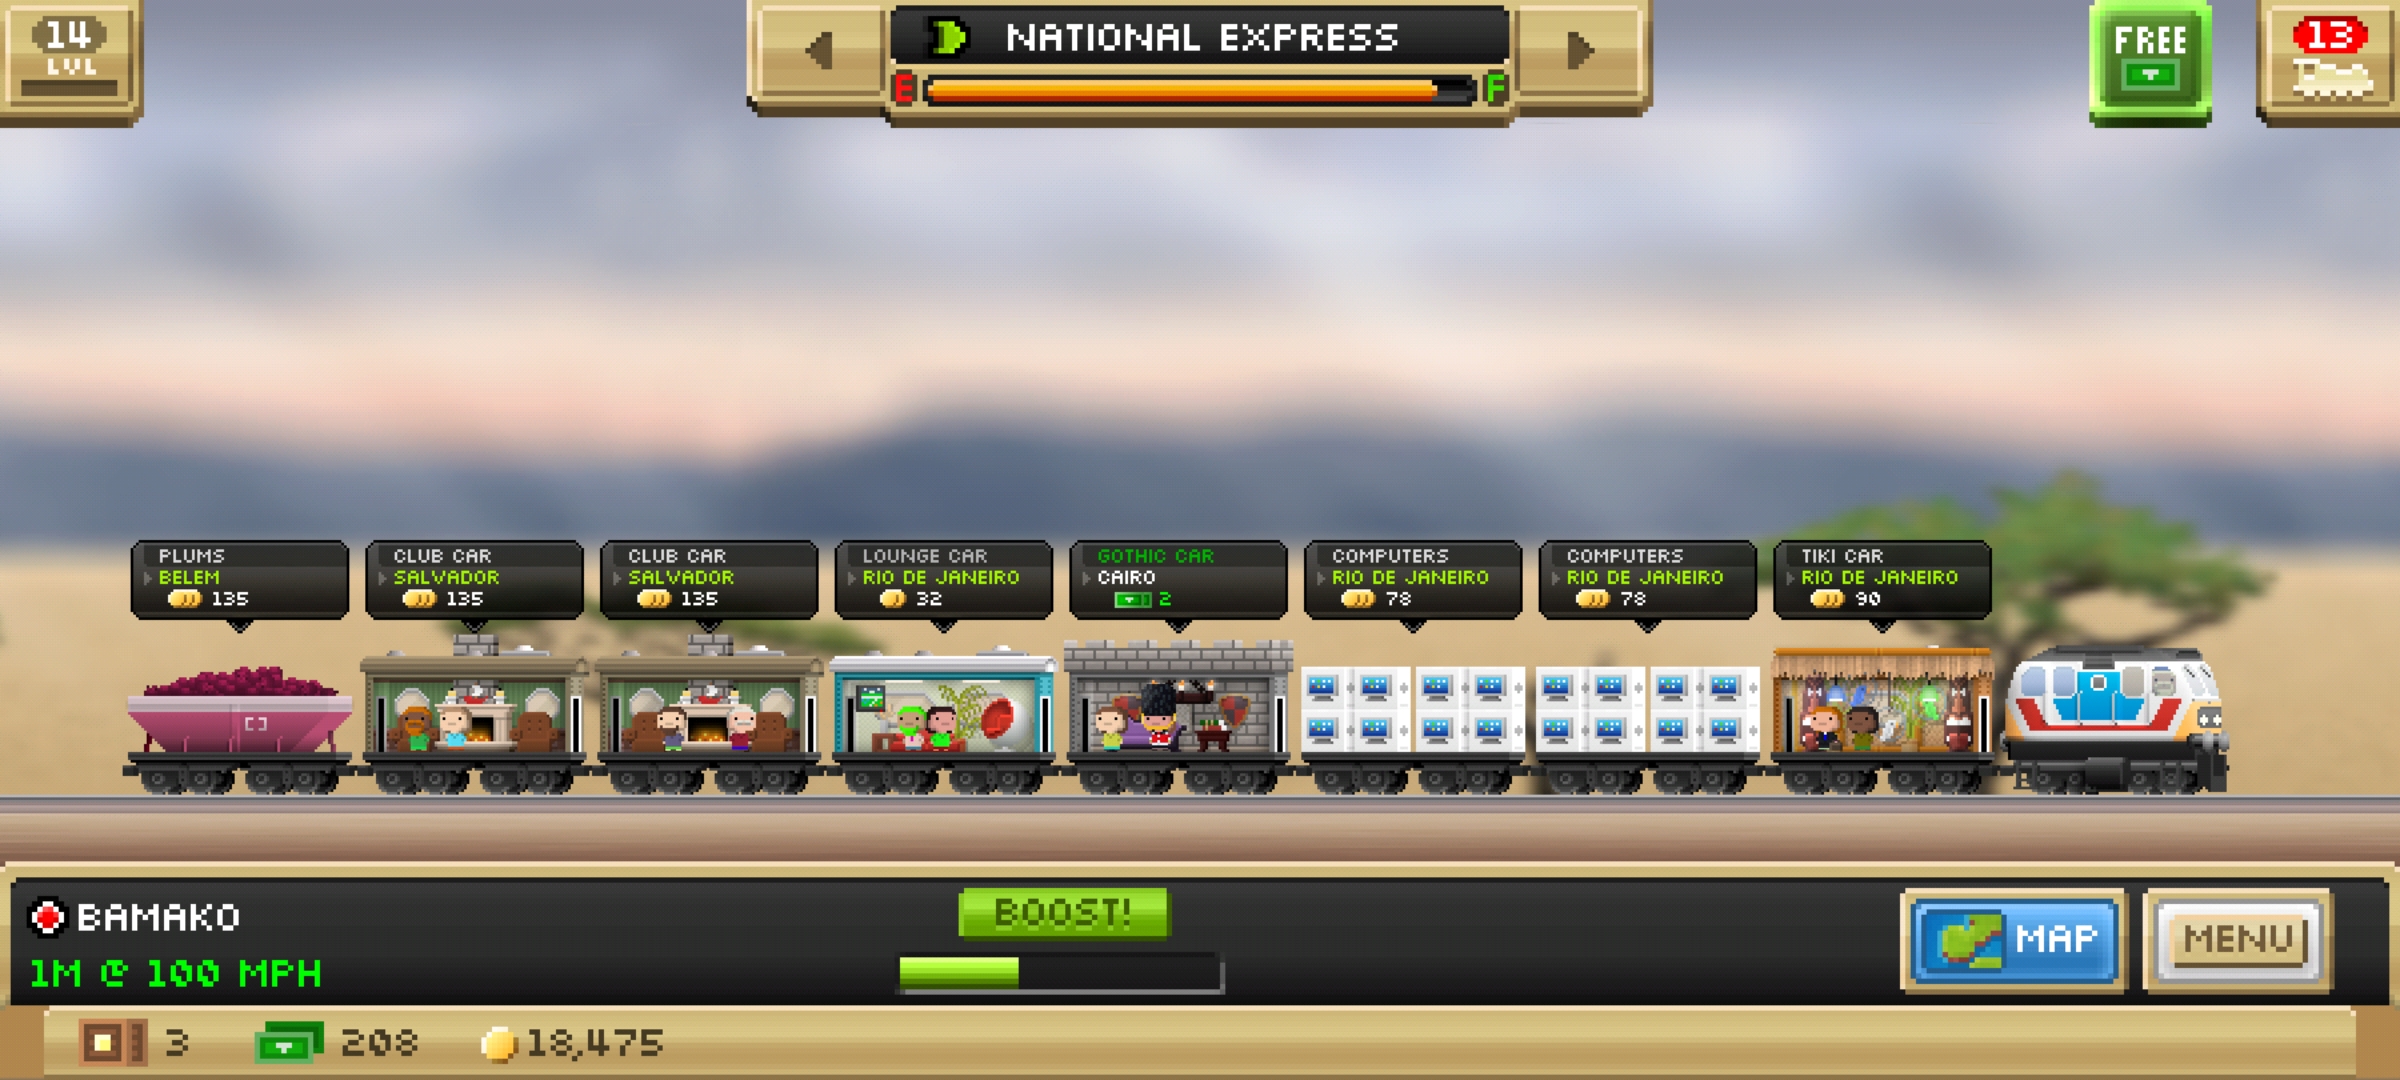 14
LVL
NATIONAL EXPRESS
E F
FREE
13
PLUMS
BELEM
135
CLUB CAR
SALVADOR
135
CLUB CAR
SALVADOR
135
LOUNGE CAR
RIO DE JANEIRO
32
GOTHIC CAR
CAIRO
2
COMPUTERS
RIO DE JANEIRO
78
COMPUTERS
RIO DE JANEIRO
78
TIKI CAR
RIO DE JANEIRO
90
BAMAKO
1M @ 100 MPH
BOOST!
MAP
MENU
3 208 18,475